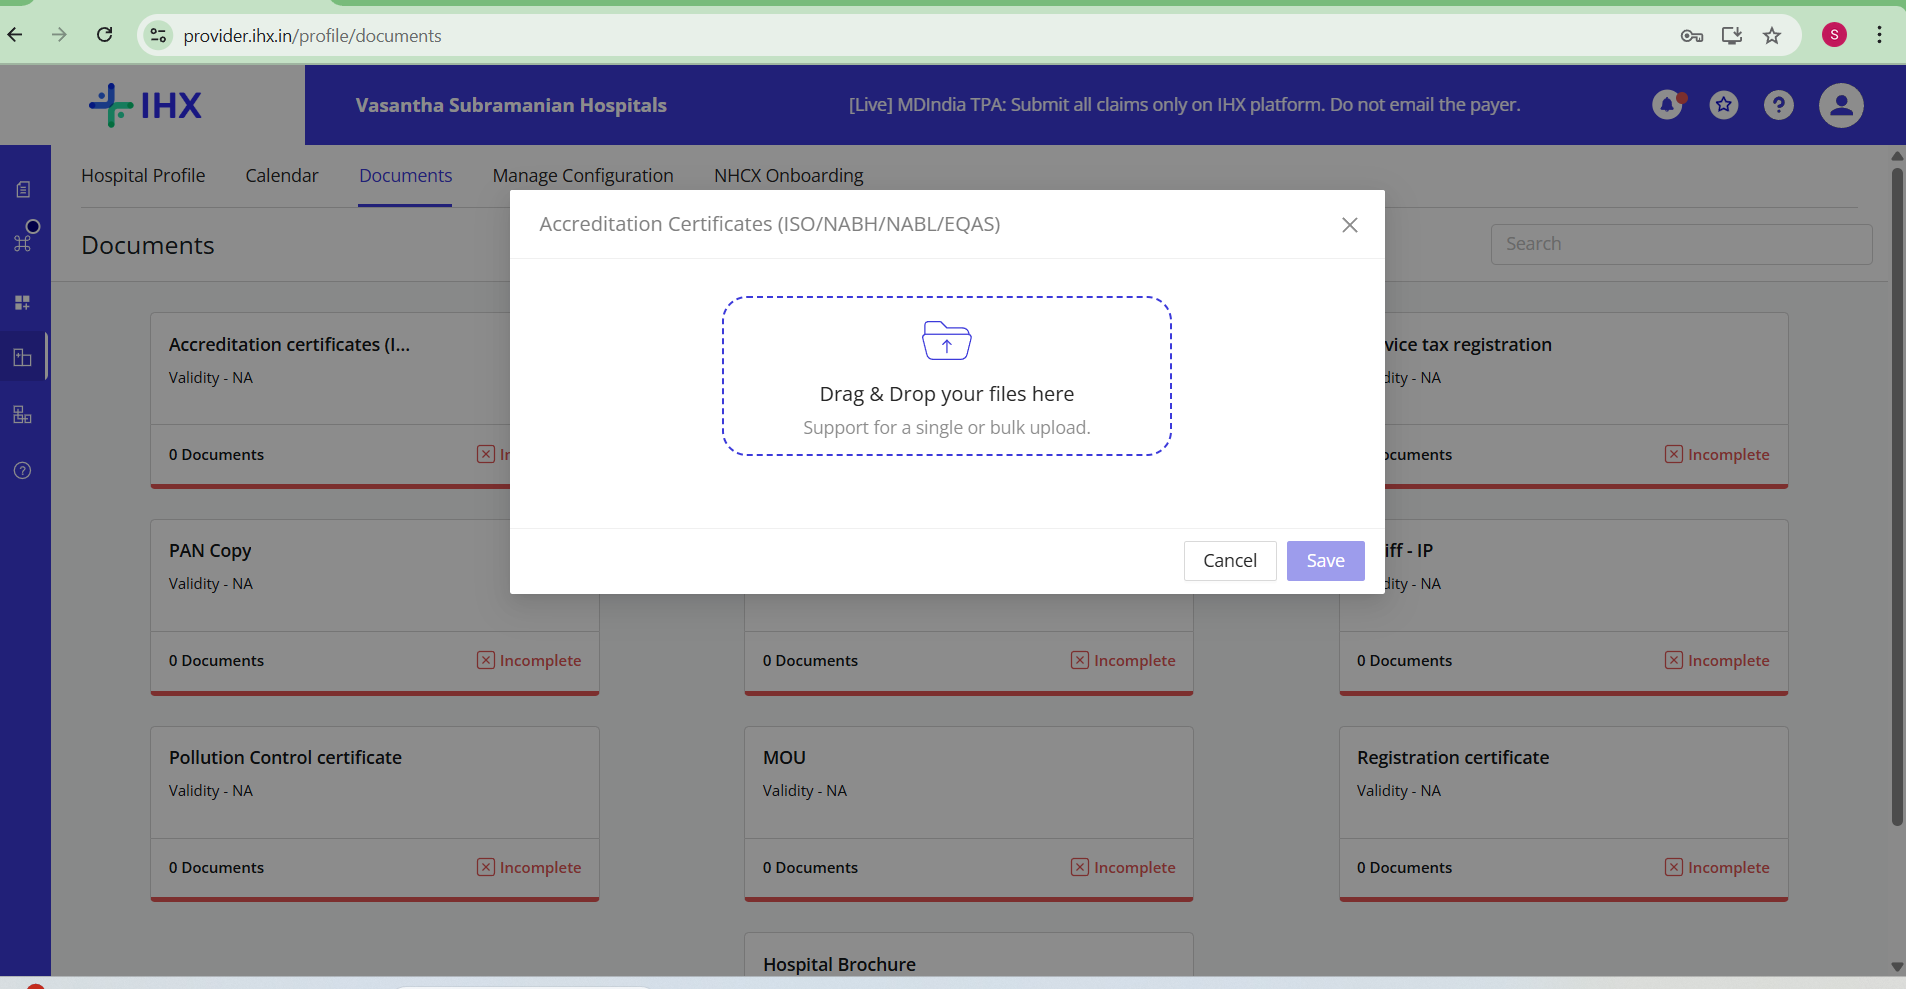 provider.ihx.in/profile/documents
S
IHX
Vasantha Subramanian Hospitals
[Live] MDIndia TPA: Submit all claims only on IHX platform. Do not email the payer.
Hospital Profile
Calendar
Documents
Manage Configuration
NHCX Onboarding
Documents
Search
Accreditation Certificates (ISO/NABH/NABL/EQAS)
Drag & Drop your files here
Support for a single or bulk upload.
Cancel
Save
Accreditation certificates (I...
Validity - NA
0 Documents
vice tax registration
dity - NA
ocuments
Incomplete
PAN Copy
Validity - NA
0 Documents
Incomplete
0 Documents
Incomplete
iff - IP
dity - NA
0 Documents
Incomplete
Pollution Control certificate
Validity - NA
0 Documents
Incomplete
MOU
Validity - NA
0 Documents
Incomplete
Registration certificate
Validity - NA
0 Documents
Incomplete
Hospital Brochure